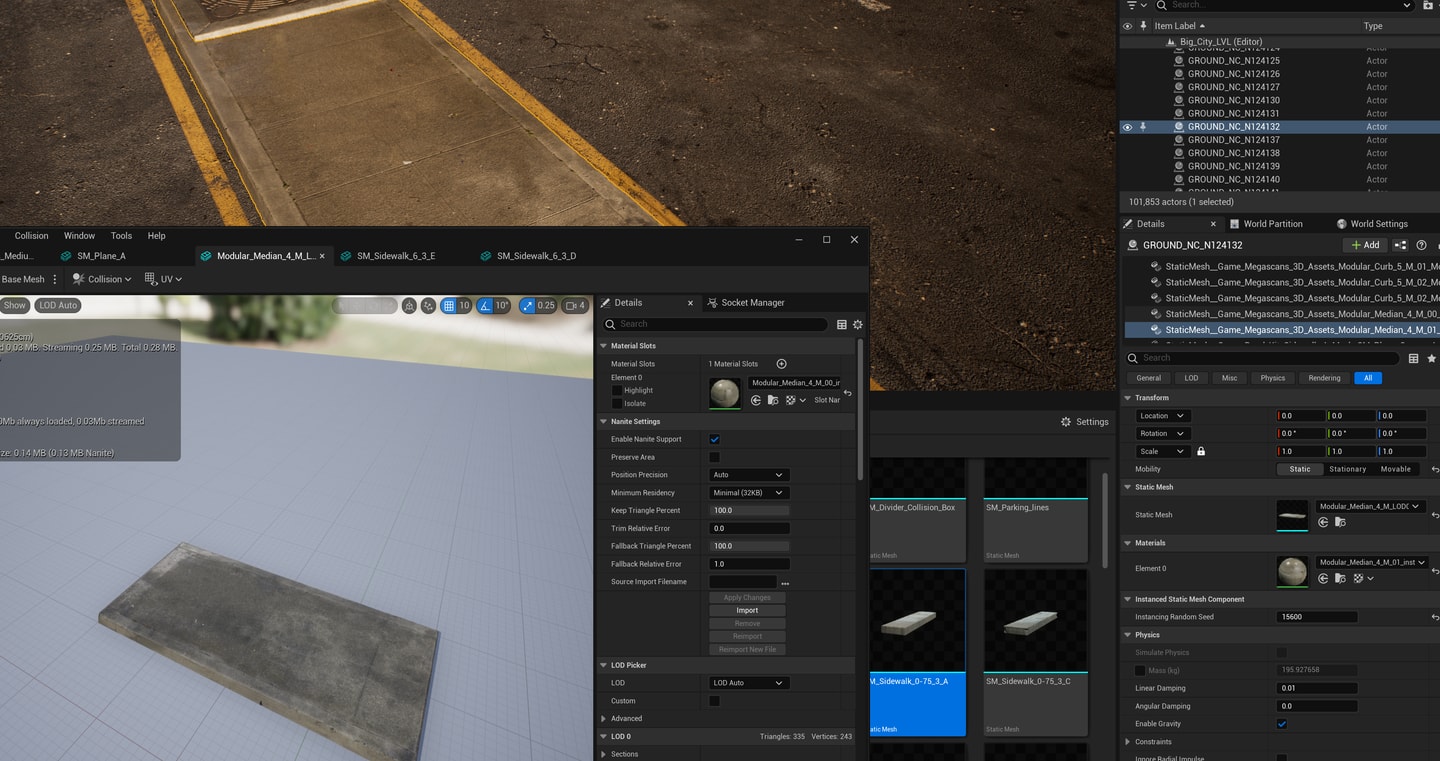 Search...
Item Label
Type
Big_City_LVL (Editor)
GROUND_NC_N124124
Actor
GROUND_NC_N124125
Actor
GROUND_NC_N124126
Actor
GROUND_NC_N124127
Actor
GROUND_NC_N124130
Actor
GROUND_NC_N124131
Actor
GROUND_NC_N124132
Actor
GROUND_NC_N124137
Actor
GROUND_NC_N124138
Actor
GROUND_NC_N124139
Actor
GROUND_NC_N124140
Actor
101,853 actors (1 selected)
Details
World Partition
World Settings
GROUND_NC_N124132
Add
StaticMesh__Game_Megascans_3D_Assets_Modular_Curb_5_M_01_Me
StaticMesh__Game_Megascans_3D_Assets_Modular_Curb_5_M_02_Me
StaticMesh__Game_Megascans_3D_Assets_Modular_Curb_5_M_02_Mo
StaticMesh__Game_Megascans_3D_Assets_Modular_Median_4_M_00_
StaticMesh__Game_Megascans_3D_Assets_Modular_Median_4_M_01_
Search
General
LOD
Misc
Physics
Rendering
All
Transform
Location
0.0
0.0
0.0
Rotation
0.0 °
0.0 °
0.0 °
Scale
1.0
1.0
1.0
Mobility
Static
Stationary
Movable
Static Mesh
Static Mesh
Modular_Median_4_M_LOD(
Materials
Element 0
Modular_Median_4_M_01_inst
Instanced Static Mesh Component
Instancing Random Seed
15600
Physics
Simulate Physics
Mass (kg)
195.927658
Linear Damping
0.01
Angular Damping
0.0
Enable Gravity
Constraints
Ignore Radial Impulse
Collision
Window
Tools
Help
_Mediu...
SM_Plane_A
Modular_Median_4_M_L...
SM_Sidewalk_6_3_E
SM_Sidewalk_6_3_D
Base Mesh
Collision
UV
Show
LOD Auto
10
10°
0.25
4
0625cm)
d 0.03 MB. Streaming 0.25 MB. Total 0.28 MB.
0Mb always loaded, 0.03Mb streamed
ze: 0.14 MB (0.13 MB Nanite)
Details
Socket Manager
Search
Material Slots
Material Slots
1 Material Slots
Element 0
Highlight
Isolate
Modular_Median_4_M_00_ir
Slot Nar
Nanite Settings
Enable Nanite Support
Preserve Area
Position Precision
Auto
Minimum Residency
Minimal (32KB)
Keep Triangle Percent
100.0
Trim Relative Error
0.0
Fallback Triangle Percent
100.0
Fallback Relative Error
1.0
Source Import Filename
...
Apply Changes
Import
Remove
Reimport
Reimport New File
LOD Picker
LOD
LOD Auto
Custom
Advanced
LOD 0
Triangles: 335
Vertices: 243
Sections
Settings
M_Divider_Collision_Box
tatic Mesh
SM_Parking_lines
Static Mesh
M_Sidewalk_0-75_3_A
tatic Mesh
SM_Sidewalk_0-75_3_C
Static Mesh